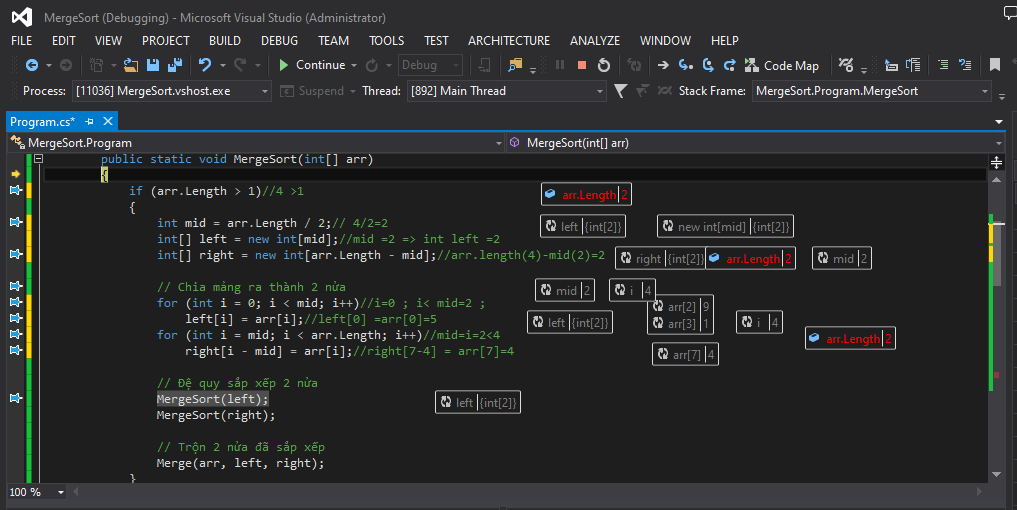 MergeSort (Debugging) - Microsoft Visual Studio (Administrator)
FILE EDIT VIEW PROJECT BUILD DEBUG TEAM TOOLS TEST ARCHITECTURE ANALYZE WINDOW HELP
Continue Debug Code Map
Process: [11036] MergeSort.vshost.exe Suspend Thread: [892] Main Thread Stack Frame: MergeSort.Program.MergeSort
Program.cs*
MergeSort.Program MergeSort(int[] arr)
public static void MergeSort(int[] arr)
{
if (arr.Length > 1)//4 >1 arr.Length 2
{
int mid = arr.Length / 2;// 4/2=2 left {int[2]} new int[mid] {int[2]}
int[] left = new int[mid];//mid =2 => int left =2
int[] right = new int[arr.Length - mid];//arr.length(4)-mid(2)=2 right {int[2]} arr.Length 2 mid 2
// Chia mảng ra thành 2 nửa
for (int i = 0; i < mid; i++)//i=0 ; i< mid=2 ; mid 2 i 4 arr[2] 9
left[i] = arr[i];//left[0] =arr[0]=5 left {int[2]} arr[3] 1 i 4
for (int i = mid; i < arr.Length; i++)//mid=i=2<4 arr.Length 2
right[i - mid] = arr[i];//right[7-4] = arr[7]=4 arr[7] 4
// Đệ quy sắp xếp 2 nửa
MergeSort(left); left {int[2]}
MergeSort(right);
// Trộn 2 nửa đã sắp xếp
Merge(arr, left, right);
}
100 %